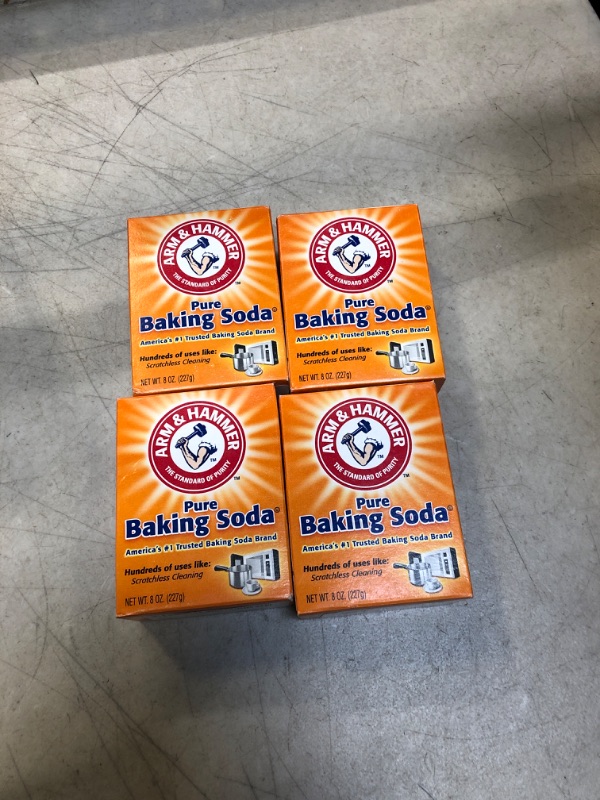 ARM & HAMMER
THE STANDARD OF PURITY
TM
Pure
Baking Soda®
America's #1 Trusted Baking Soda Brand
Hundreds of uses like:
Scratchless Cleaning
NET WT. 8 OZ. (227g)
ARM & HAMMER
THE STANDARD OF PURITY
TM
Pure
Baking Soda®
America's #1 Trusted Baking Soda Brand
Hundreds of uses like:
Scratchless Cleaning
NET WT. 8 OZ. (227g)
ARM & HAMMER
THE STANDARD OF PURITY
TM
Pure
Baking Soda®
America's #1 Trusted Baking Soda Brand
Hundreds of uses like:
Scratchless Cleaning
NET WT. 8 OZ. (227g)
ARM & HAMMER
THE STANDARD OF PURITY
TM
Pure
Baking Soda®
America's #1 Trusted Baking Soda Brand
Hundreds of uses like:
Scratchless Cleaning
NET WT. 8 OZ. (227g)